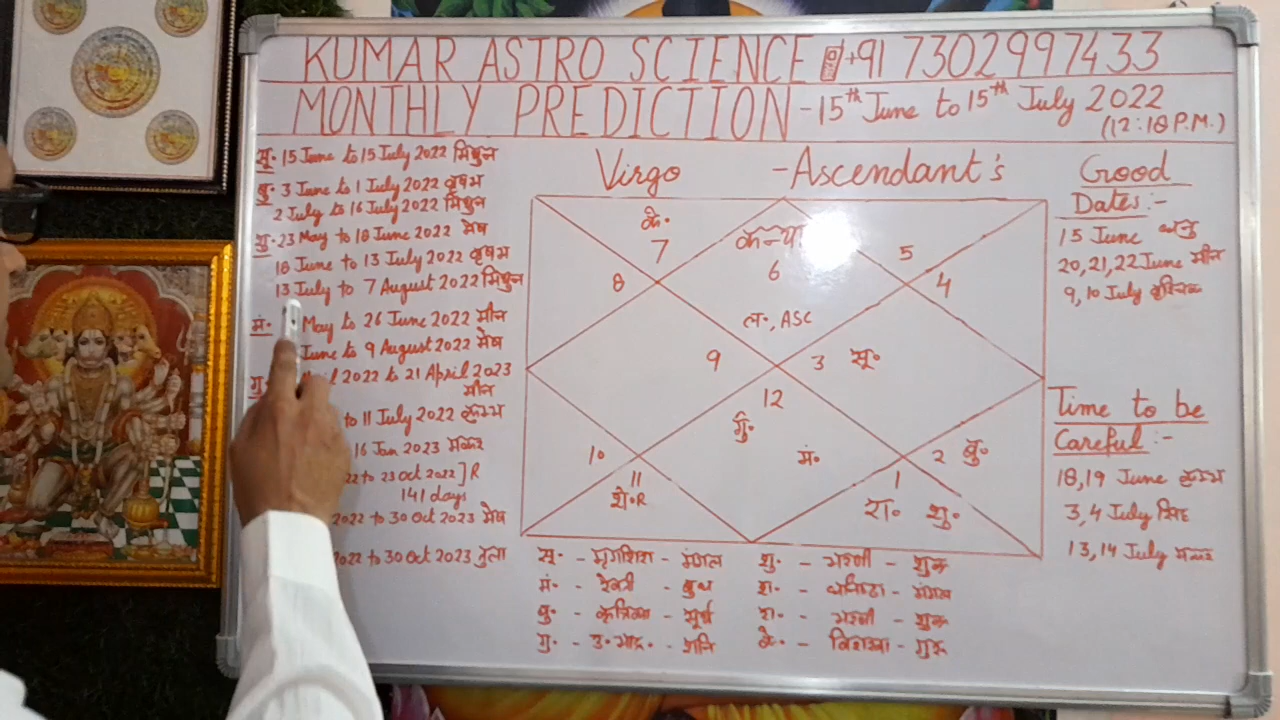 KUMAR ASTRO SCIENCE +91 7302997433
MONTHLY PREDICTION - 15th June to 15th July 2022
(12:18 P.M.)
सू. 15 June to 15 July 2022 मिथुन
बु. 3 June to 1 July 2022 वृषभ
2 July to 16 July 2022 मिथुन
शु. 23 May to 18 June 2022 मेष
18 June to 13 July 2022 वृषभ
13 July to 7 August 2022 मिथुन
मं. May to 26 June 2022 मीन
June to 9 August 2022 मेष
गु. 2022 to 21 April 2023
मीन
to 11 July 2022 कुम्भ
16 Jan 2023 मकर
to 23 Oct 2022] R
141 days
2022 to 30 Oct 2023 मेष
2022 to 30 Oct 2023 तुला
Virgo - Ascendant's
के.
7
कन्या
6
5
8
4
ल., ASC
9
3 सू.
12
गु.
मं.
10
2 बु.
11
श.R
1
रा. शु.
सू. - मृगशिरा - मंगल
मं. - रेवती - बुध
बु. - कृत्तिका - सूर्य
गु. - उ.भाद्र. - शनि
शु. - भरणी - शुक्र
श. - धनिष्ठा - मंगल
रा. - भरणी - शुक्र
के. - विशाखा - गुरू
Good
Dates:-
15 June धनु
20,21,22 June मीन
9,10 July वृश्चिक
Time to be
Careful:-
18,19 June कुम्भ
3,4 July सिंह
13,14 July मकर